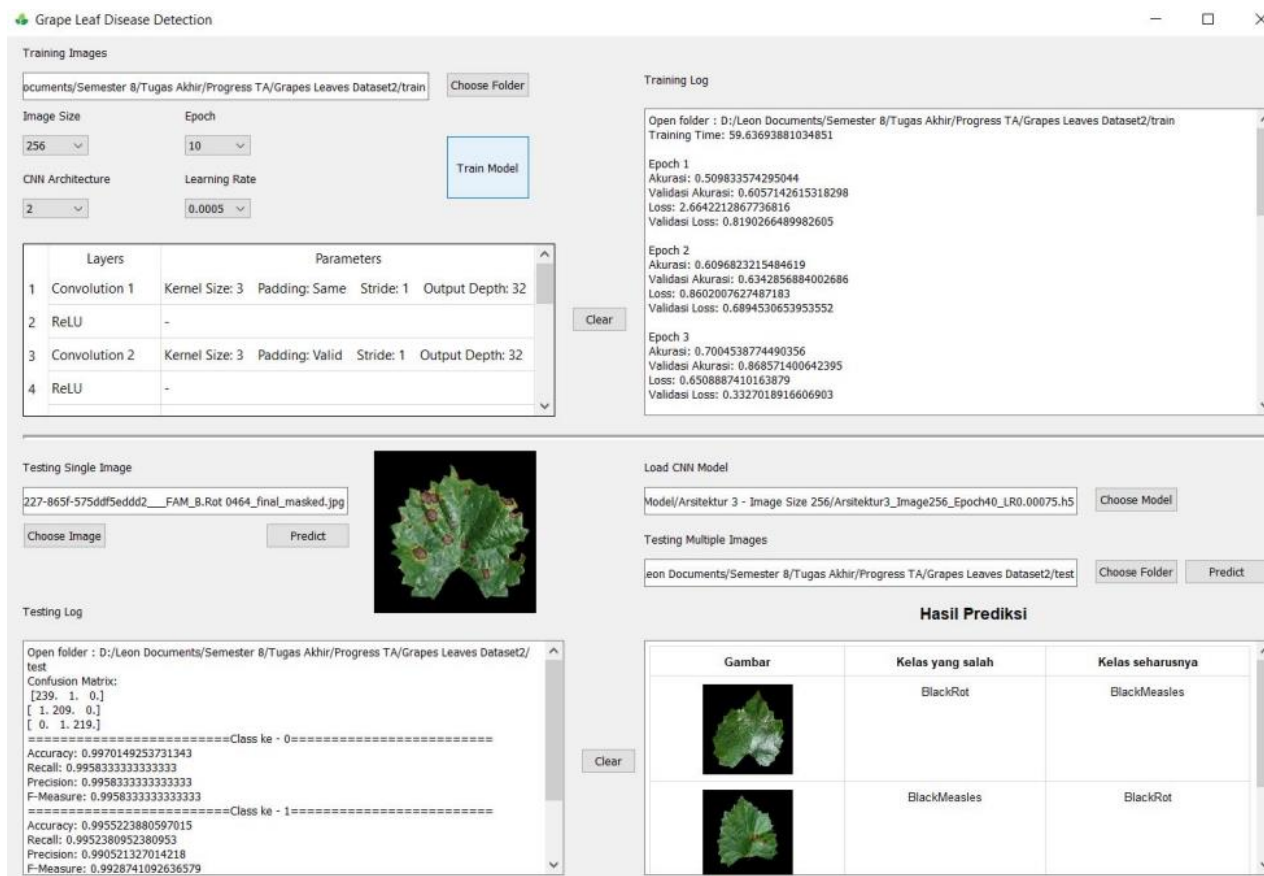 Grape Leaf Disease Detection
Training Images
ocuments/Semester 8/Tugas Akhir/Progress TA/Grapes Leaves Dataset2/train
Choose Folder
Image Size
Epoch
256
10
CNN Architecture
Learning Rate
2
0.0005
Train Model
Layers Parameters
1 Convolution 1 Kernel Size: 3 Padding: Same Stride: 1 Output Depth: 32
2 ReLU -
3 Convolution 2 Kernel Size: 3 Padding: Valid Stride: 1 Output Depth: 32
4 ReLU -
Clear
Training Log
Open folder : D:/Leon Documents/Semester 8/Tugas Akhir/Progress TA/Grapes Leaves Dataset2/train
Training Time: 59.63693881034851
Epoch 1
Akurasi: 0.509833574295044
Validasi Akurasi: 0.6057142615318298
Loss: 2.6642212867736816
Validasi Loss: 0.8190266489982605
Epoch 2
Akurasi: 0.6096823215484619
Validasi Akurasi: 0.6342856884002686
Loss: 0.8602007627487183
Validasi Loss: 0.6894530653953552
Epoch 3
Akurasi: 0.7004538774490356
Validasi Akurasi: 0.868571400642395
Loss: 0.6508887410163879
Validasi Loss: 0.3327018916606903
Testing Single Image
227-865f-575ddf5eddd2___FAM_B.Rot 0464_final_masked.jpg
Choose Image
Predict
Load CNN Model
Model/Arsitektur 3 - Image Size 256/Arsitektur3_Image256_Epoch40_LR0.00075.h5
Choose Model
Testing Multiple Images
eon Documents/Semester 8/Tugas Akhir/Progress TA/Grapes Leaves Dataset2/test
Choose Folder
Predict
Testing Log
Open folder : D:/Leon Documents/Semester 8/Tugas Akhir/Progress TA/Grapes Leaves Dataset2/
test
Confusion Matrix:
[239. 1. 0.]
[ 1. 209. 0.]
[ 0. 1. 219.]
==========================Class ke - 0==========================
Accuracy: 0.9970149253731343
Recall: 0.9958333333333333
Precision: 0.9958333333333333
F-Measure: 0.9958333333333333
==========================Class ke - 1==========================
Accuracy: 0.9955223880597015
Recall: 0.9952380952380953
Precision: 0.990521327014218
F-Measure: 0.9928741092636579
Clear
Hasil Prediksi
Gambar Kelas yang salah Kelas seharusnya
BlackRot BlackMeasles
BlackMeasles BlackRot